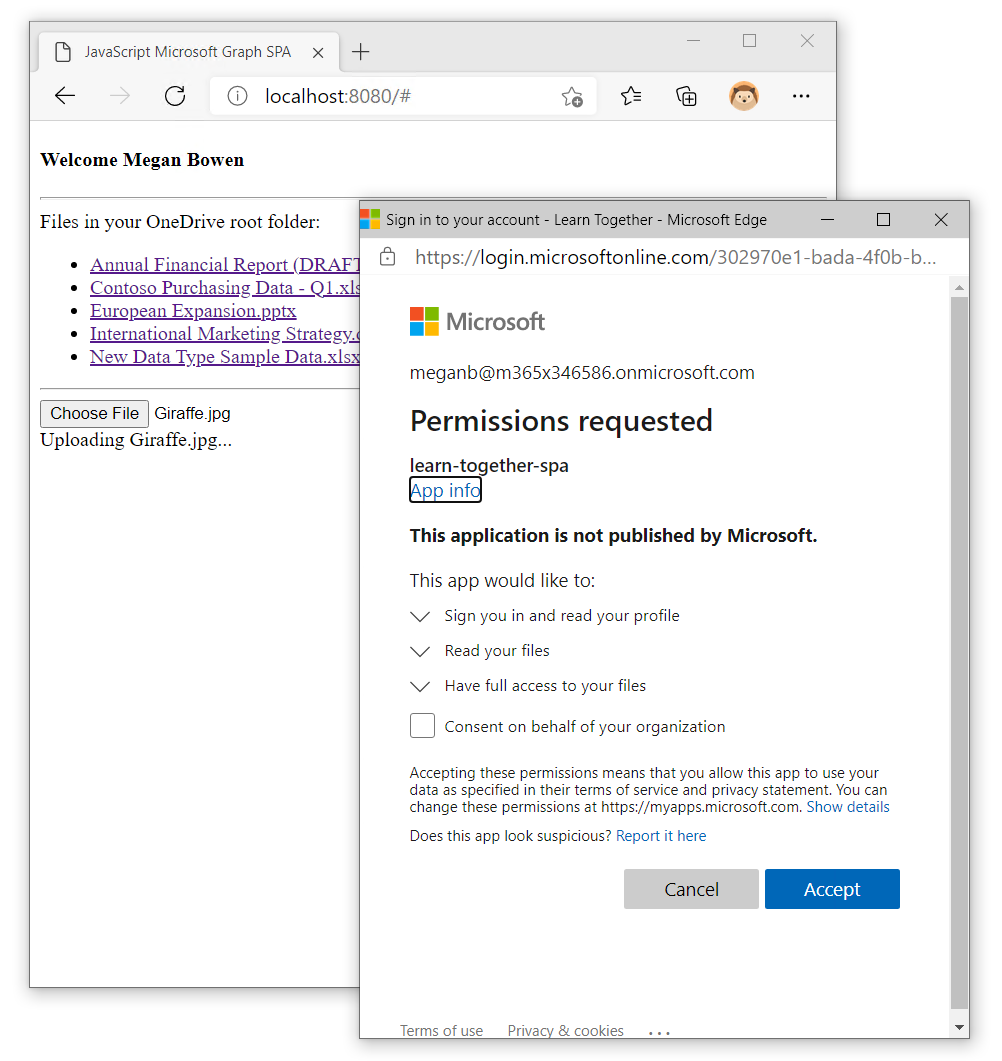 JavaScript Microsoft Graph SPA
localhost:8080/#
Welcome Megan Bowen
Files in your OneDrive root folder:
Annual Financial Report (DRAFT
Contoso Purchasing Data - Q1.xls
European Expansion.pptx
International Marketing Strategy.
New Data Type Sample Data.xlsx
Choose File Giraffe.jpg
Uploading Giraffe.jpg...
Sign in to your account - Learn Together - Microsoft Edge
https://login.microsoftonline.com/302970e1-bada-4f0b-b...
Microsoft
meganb@m365x346586.onmicrosoft.com
Permissions requested
learn-together-spa
App info
This application is not published by Microsoft.
This app would like to:
Sign you in and read your profile
Read your files
Have full access to your files
Consent on behalf of your organization
Accepting these permissions means that you allow this app to use your
data as specified in their terms of service and privacy statement. You can
change these permissions at https://myapps.microsoft.com. Show details
Does this app look suspicious? Report it here
Cancel Accept
Terms of use Privacy & cookies ...